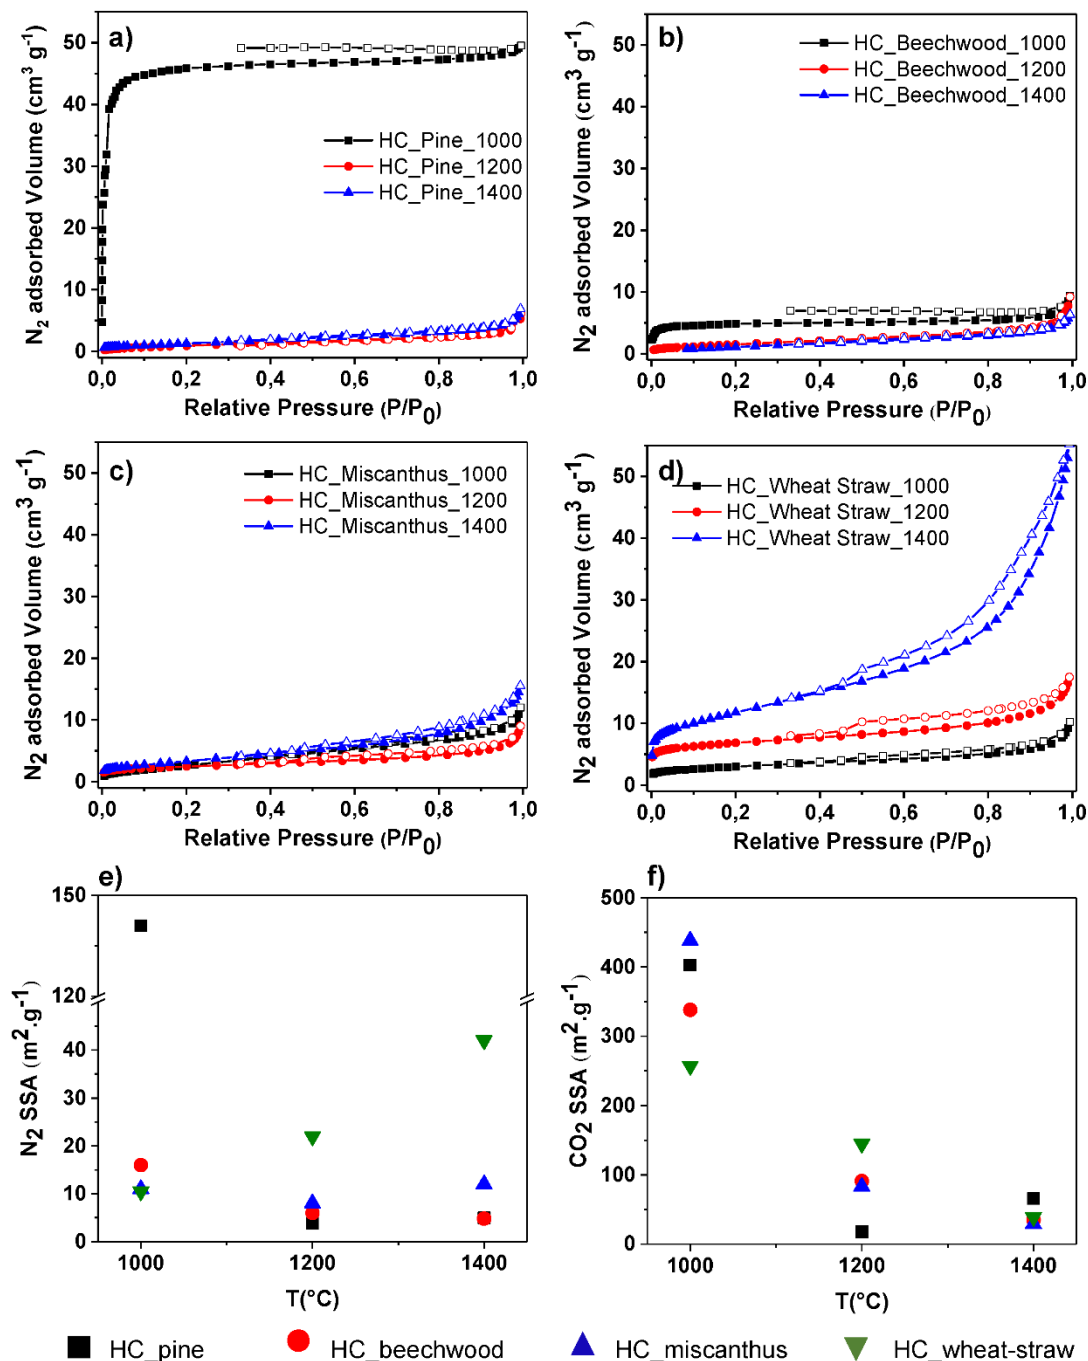 a)
N2 adsorbed Volume (cm3 g-1)
50
40
30
20
10
0
HC_Pine_1000
HC_Pine_1200
HC_Pine_1400
0,0 0,2 0,4 0,6 0,8 1,0
Relative Pressure (P/P0)
b)
N2 adsorbed Volume (cm3 g-1)
50
40
30
20
10
0
HC_Beechwood_1000
HC_Beechwood_1200
HC_Beechwood_1400
0,0 0,2 0,4 0,6 0,8 1,0
Relative Pressure (P/P0)
c)
N2 adsorbed Volume (cm3 g-1)
50
40
30
20
10
0
HC_Miscanthus_1000
HC_Miscanthus_1200
HC_Miscanthus_1400
0,0 0,2 0,4 0,6 0,8 1,0
Relative Pressure (P/P0)
d)
N2 adsorbed Volume (cm3 g-1)
50
40
30
20
10
0
HC_Wheat Straw_1000
HC_Wheat Straw_1200
HC_Wheat Straw_1400
0,0 0,2 0,4 0,6 0,8 1,0
Relative Pressure (P/P0)
e)
N2 SSA (m2.g-1)
150
120
40
30
20
10
0
1000 1200 1400
T(°C)
f)
CO2 SSA (m2.g-1)
500
400
300
200
100
0
1000 1200 1400
T(°C)
HC_pine HC_beechwood HC_miscanthus HC_wheat-straw